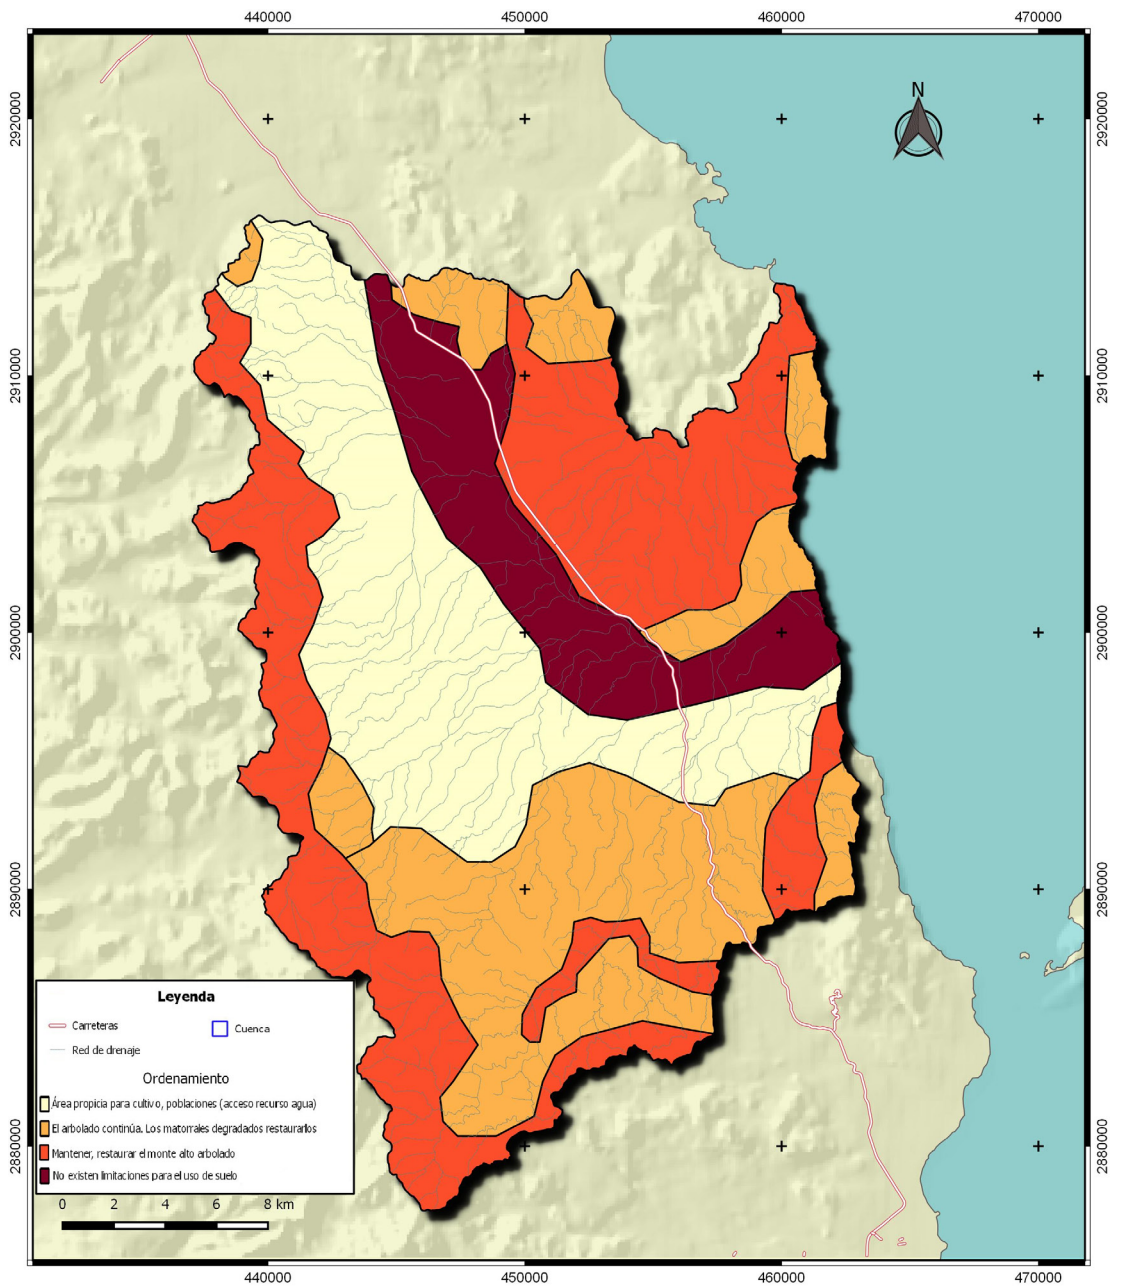 440000 450000 460000 470000
N
2920000 2920000
2910000 2910000
2900000 2900000
2890000 2890000
2880000 2880000
Leyenda
Carreteras Cuenca
Red de drenaje
Ordenamiento
Área propicia para cultivo, poblaciones (acceso recurso agua)
El arbolado continúa. Los matorrales degradados restaurarlos
Mantener, restaurar el monte alto arbolado
No existen limitaciones para el uso de suelo
0 2 4 6 8 km
440000 450000 460000 470000